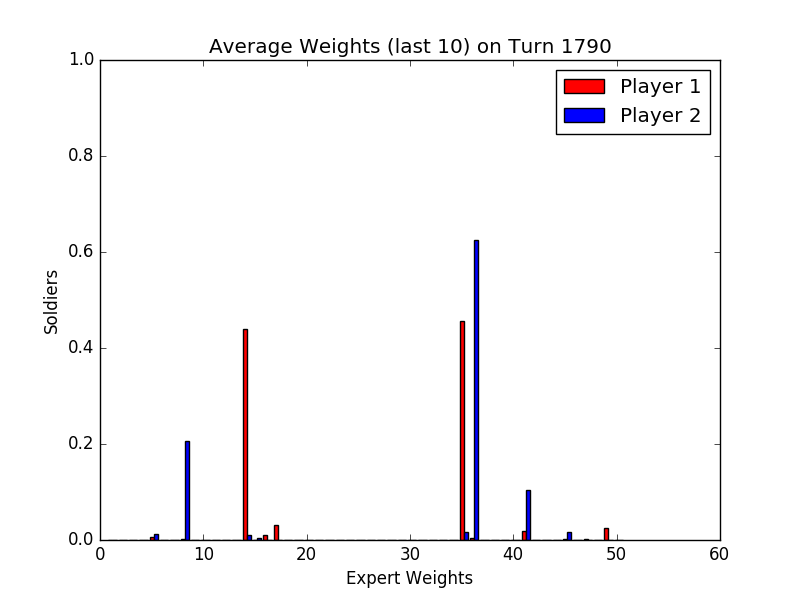 Average Weights (last 10) on Turn 1790
1.0
Player 1
Player 2
0.8
0.6
Soldiers
0.4
0.2
0.0
0 10 20 30 40 50 60
Expert Weights